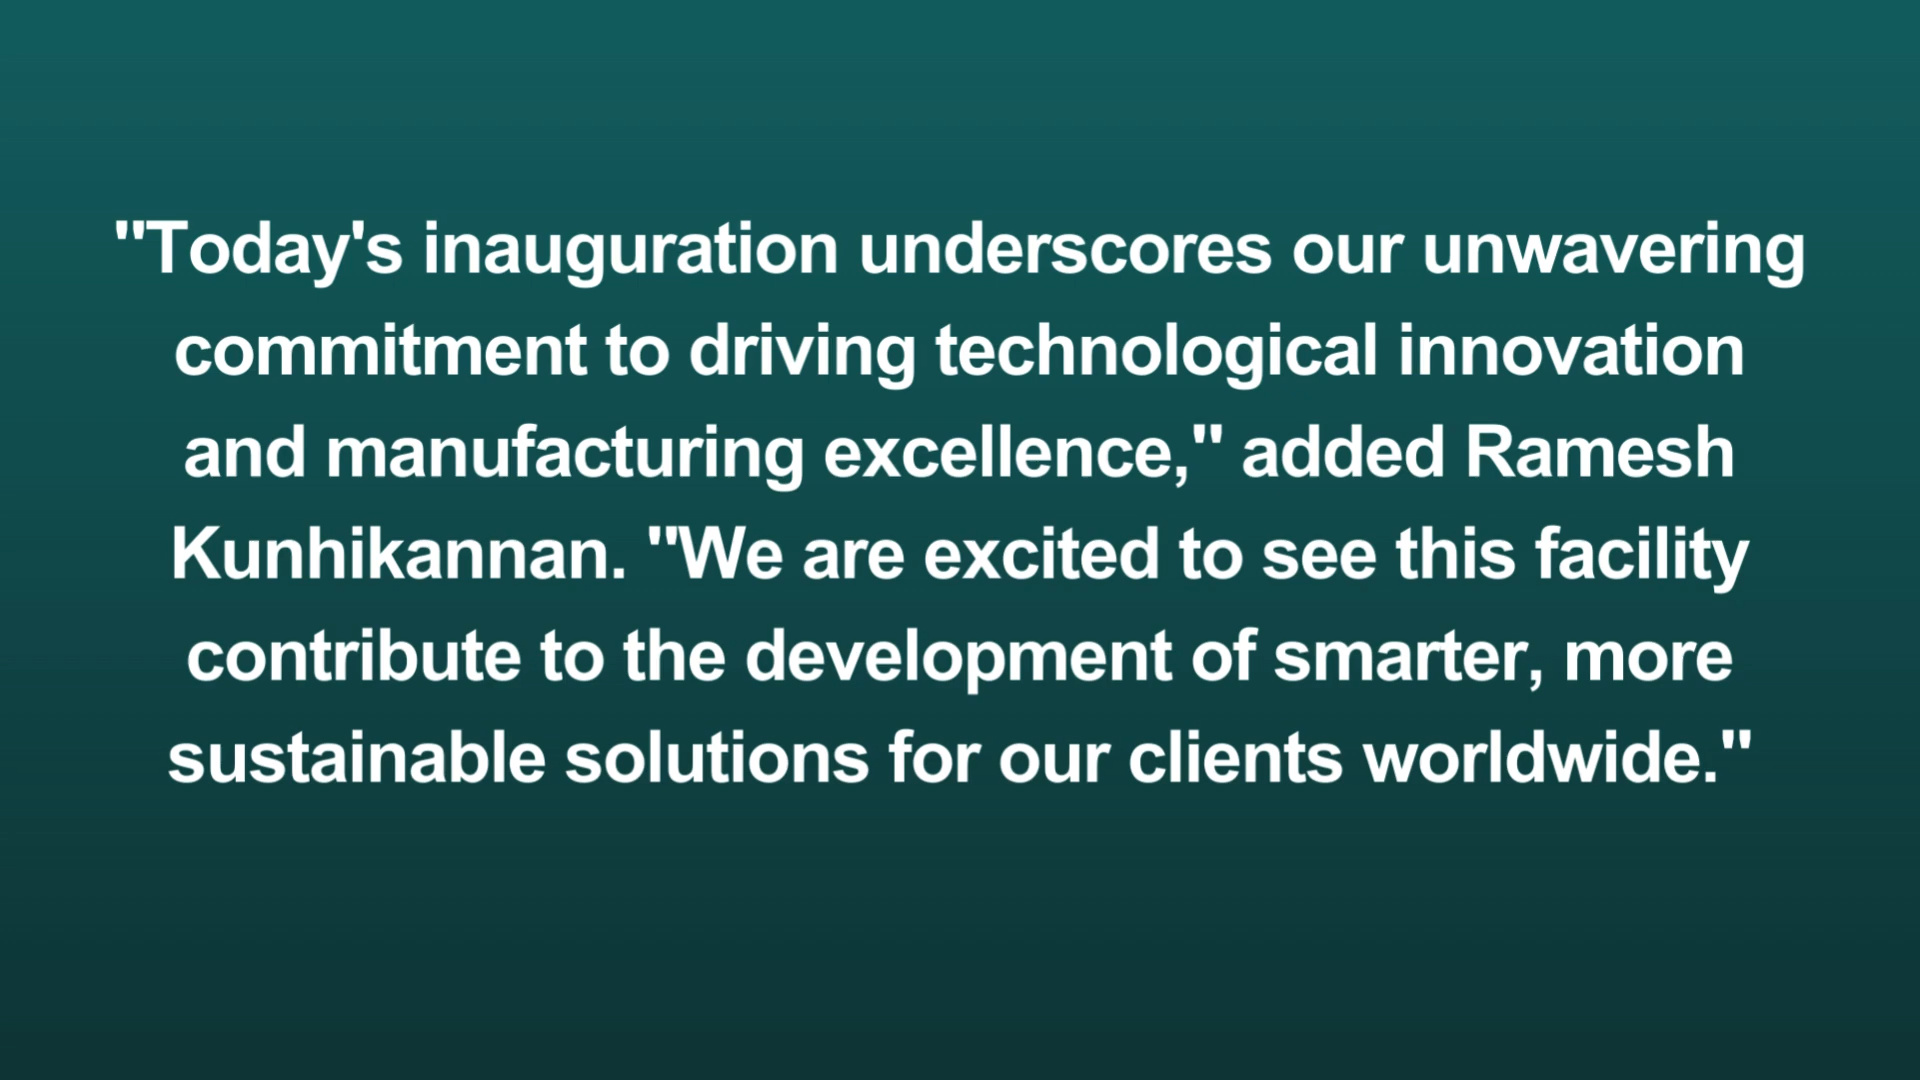 "Today's inauguration underscores our unwavering
commitment to driving technological innovation
and manufacturing excellence," added Ramesh
Kunhikannan. "We are excited to see this facility
contribute to the development of smarter, more
sustainable solutions for our clients worldwide."